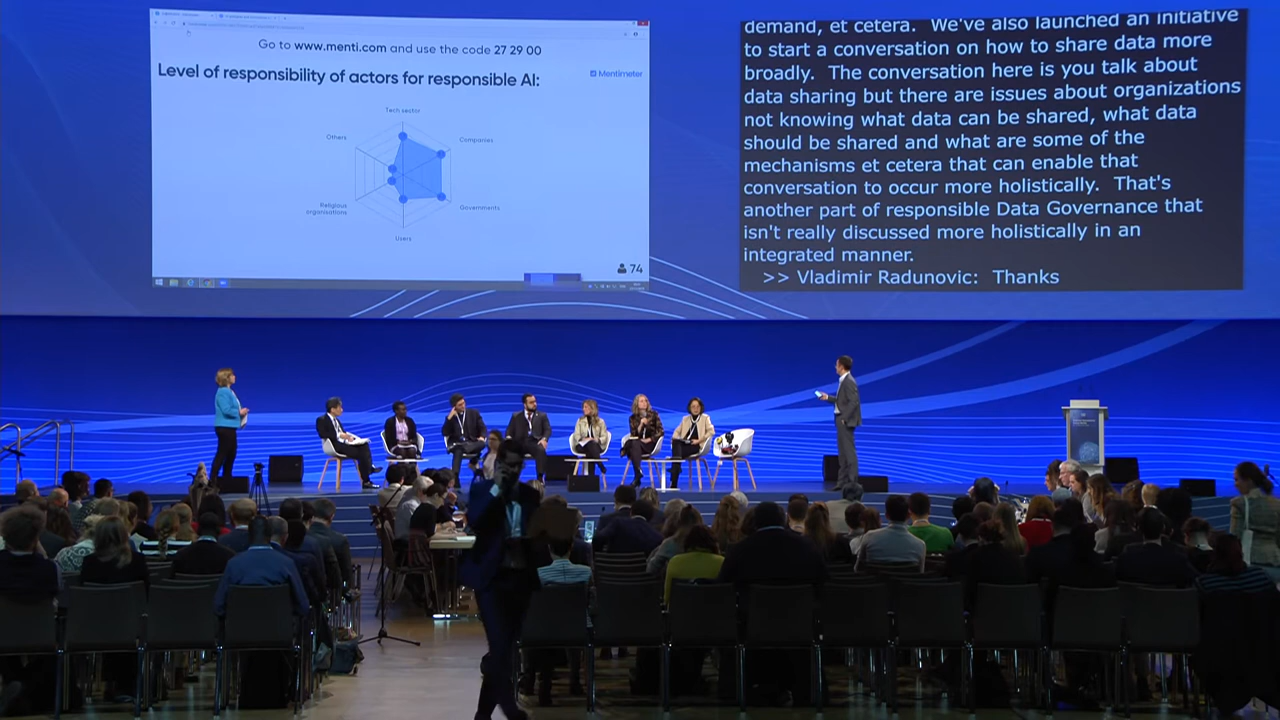 Go to www.menti.com and use the code 27 29 00
Level of responsibility of actors for responsible AI:
Mentimeter
Tech sector
Others
Companies
Religious
organisations
Governments
Users
74
demand, et cetera. We've also launched an initiative
to start a conversation on how to share data more
broadly. The conversation here is you talk about
data sharing but there are issues about organizations
not knowing what data can be shared, what data
should be shared and what are some of the
mechanisms et cetera that can enable that
conversation to occur more holistically. That's
another part of responsible Data Governance that
isn't really discussed more holistically in an
integrated manner.
>> Vladimir Radunovic: Thanks